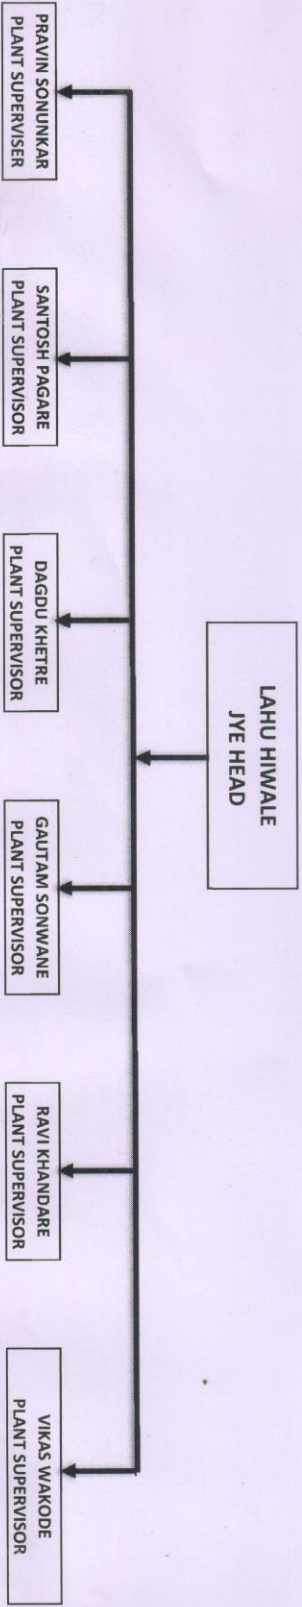 LAHU HIWALE
JYE HEAD
PRAVIN SONUNKAR
PLANT SUPERVISER
SANTOSH PAGARE
PLANT SUPERVISOR
DAGDU KHETRE
PLANT SUPERVISOR
GAUTAM SONWANE
PLANT SUPERVISOR
RAVI KHANDARE
PLANT SUPERVISOR
VIKAS WAKODE
PLANT SUPERVISOR